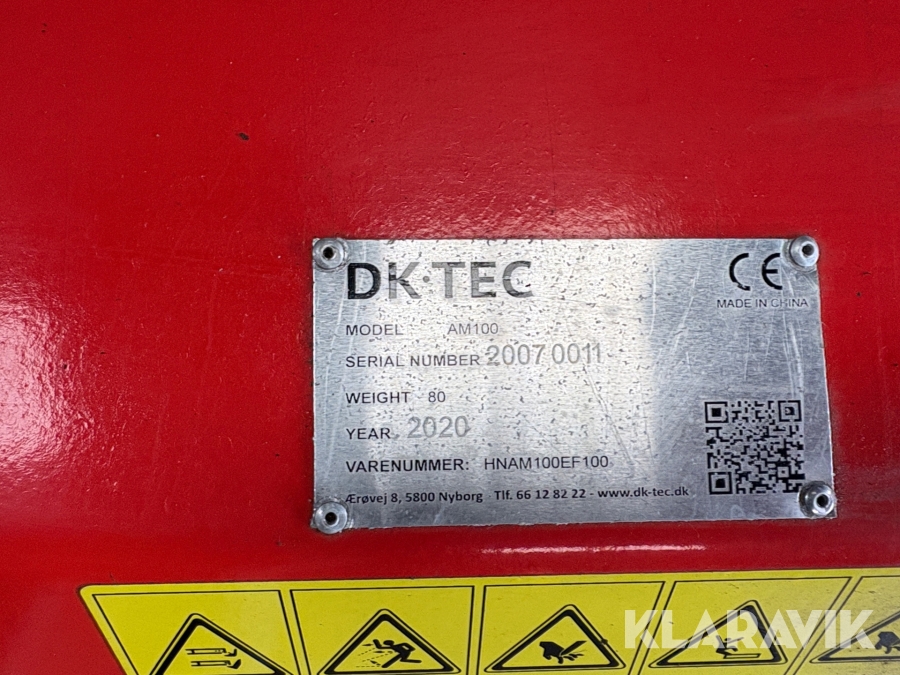 DK·TEC
CE
MADE IN CHINA
MODEL : AM100
SERIAL NUMBER 2007 0011
WEIGHT 80
YEAR 2020
VARENUMMER: HNAM100EF100
Ærøvej 8, 5800 Nyborg Tlf. 66 12 82 22 - www.dk-tec.dk
KLARAVIK